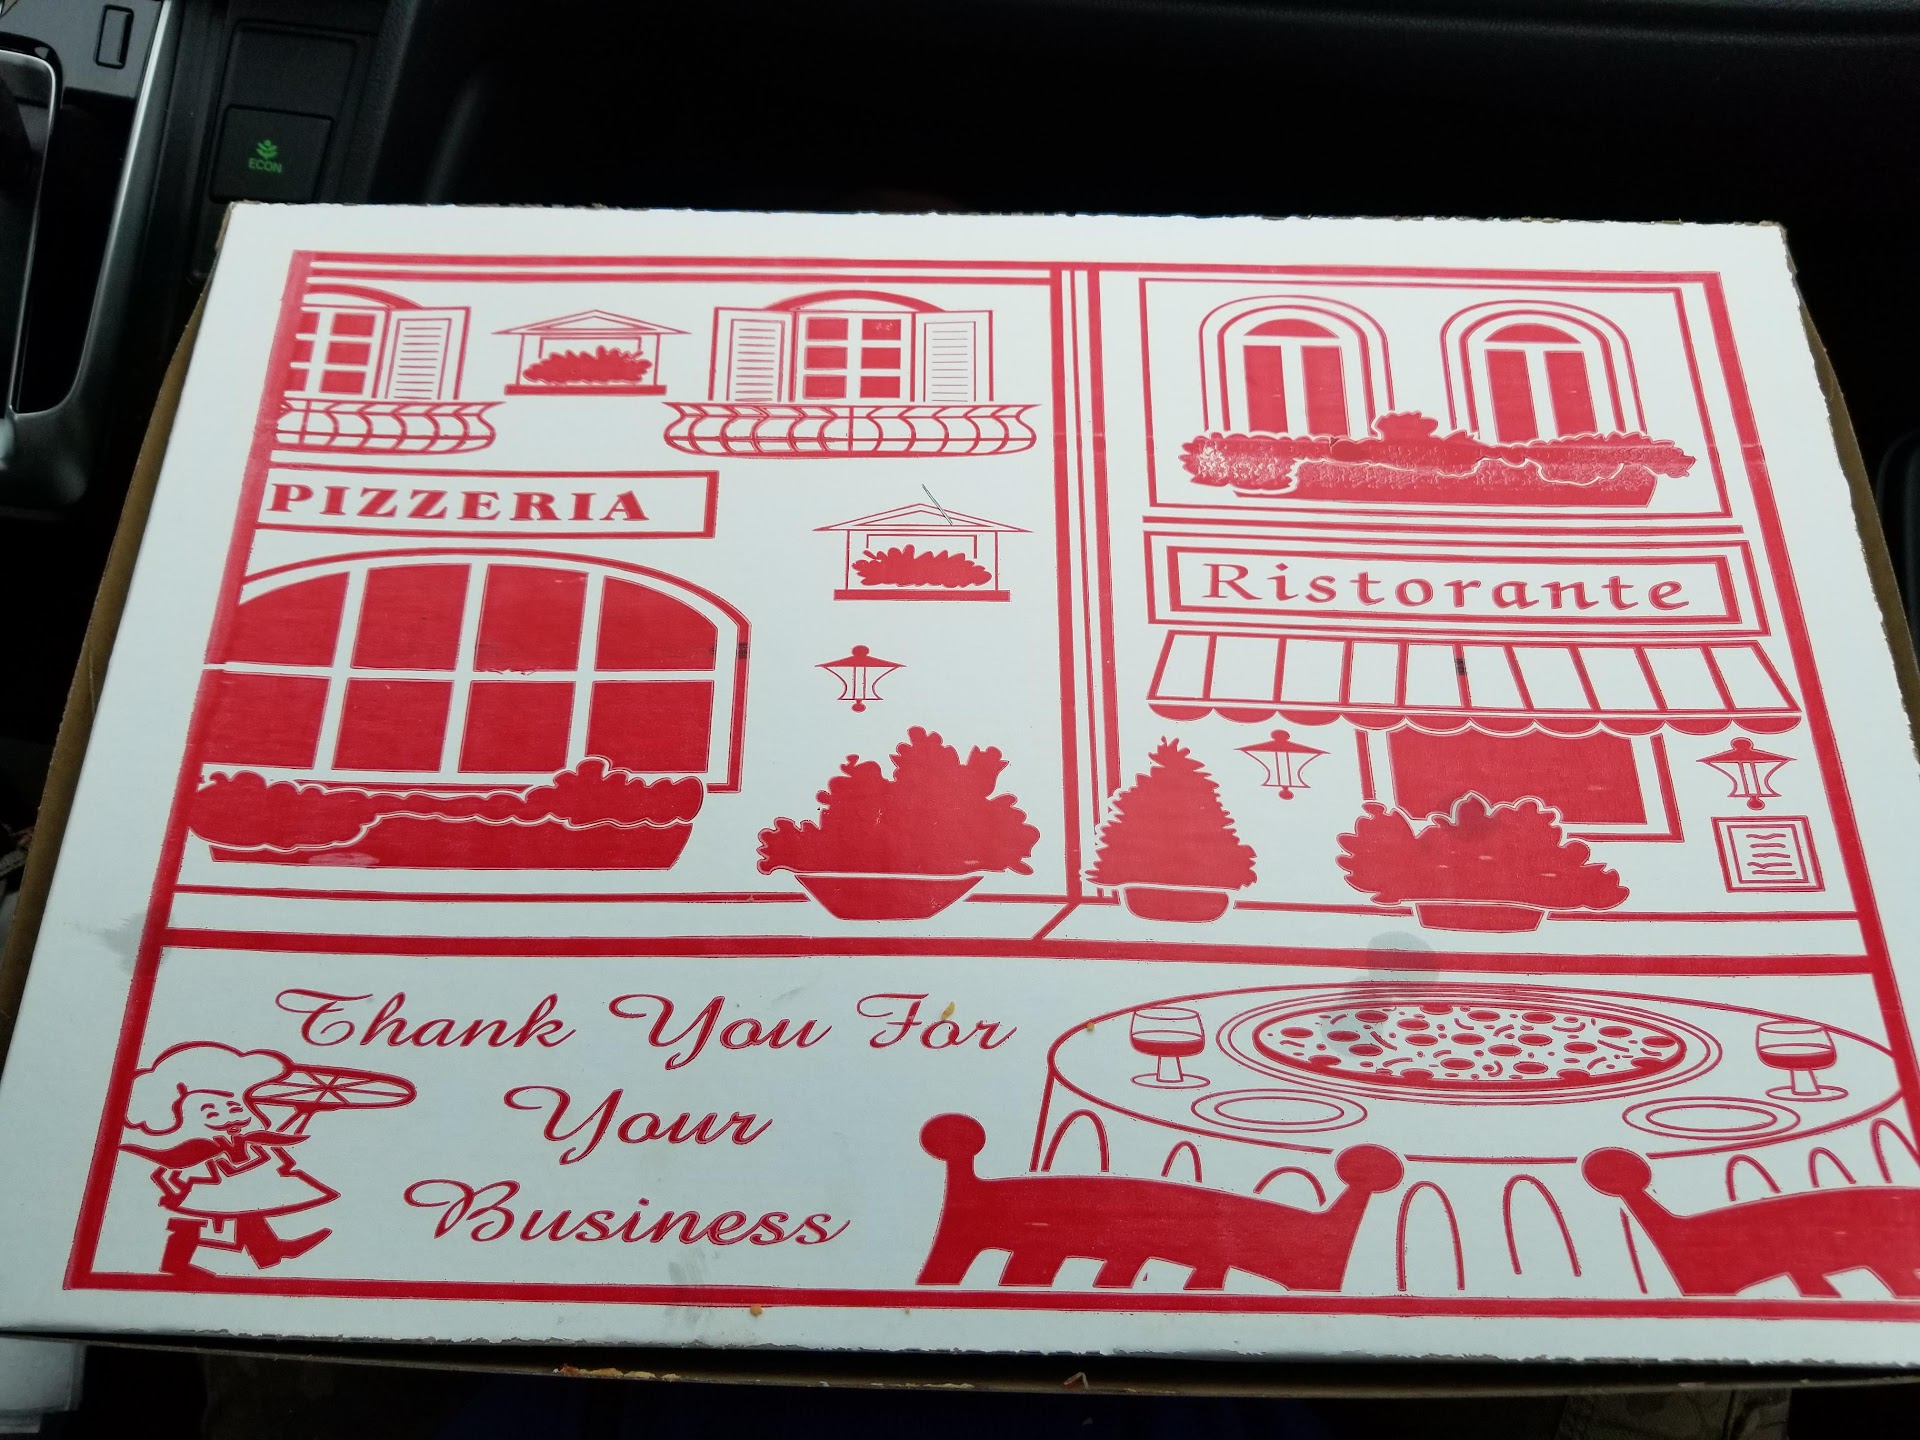 ECON
PIZZERIA
Ristorante
Thank You For
Your
Business